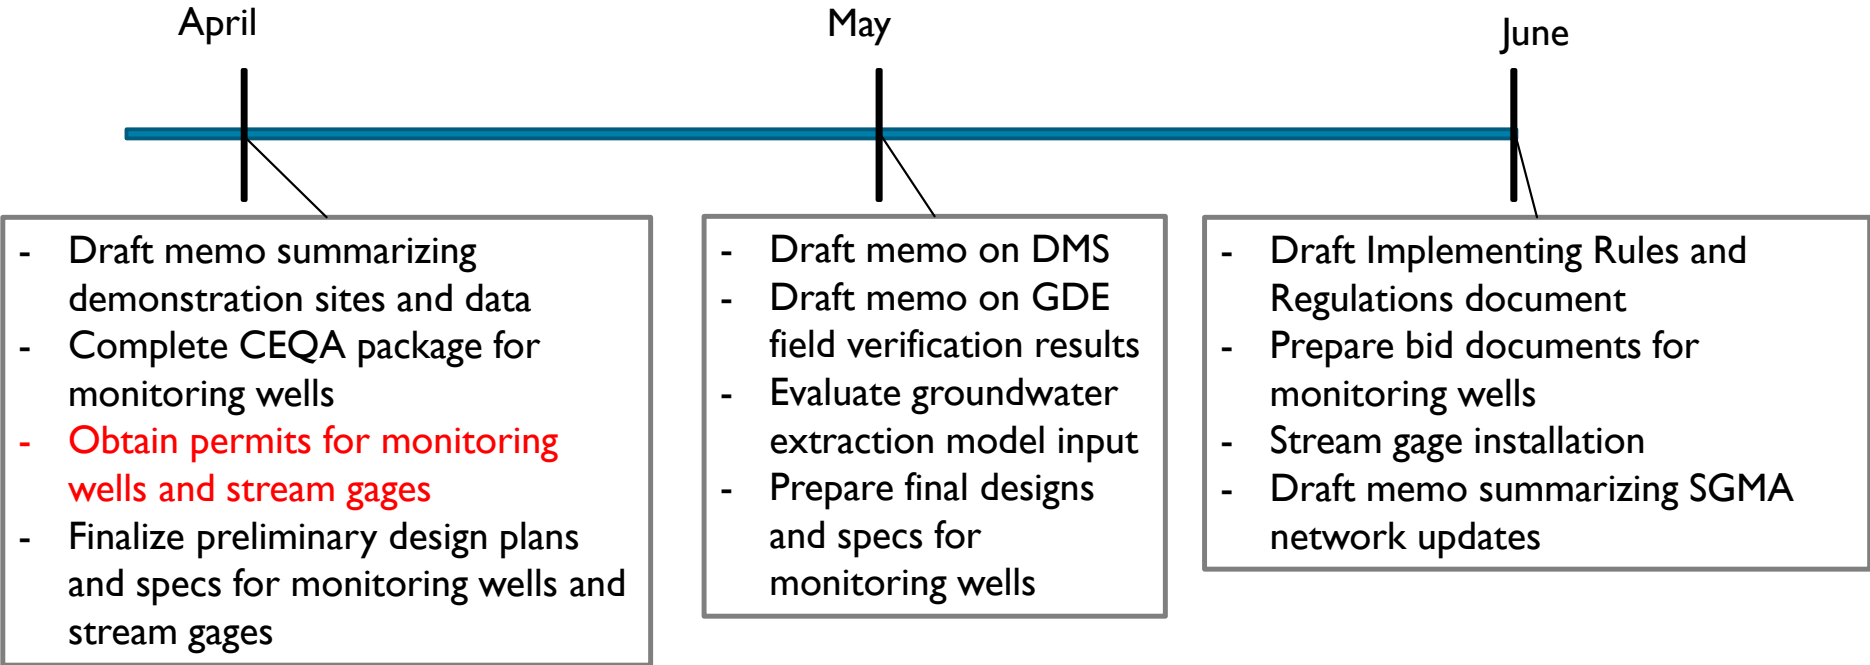 April
May
June
- Draft memo summarizing
demonstration sites and data
- Complete CEQA package for
monitoring wells
- Obtain permits for monitoring
wells and stream gages
- Finalize preliminary design plans
and specs for monitoring wells and
stream gages
- Draft memo on DMS
- Draft memo on GDE
field verification results
- Evaluate groundwater
extraction model input
- Prepare final designs
and specs for
monitoring wells
- Draft Implementing Rules and
Regulations document
- Prepare bid documents for
monitoring wells
- Stream gage installation
- Draft memo summarizing SGMA
network updates